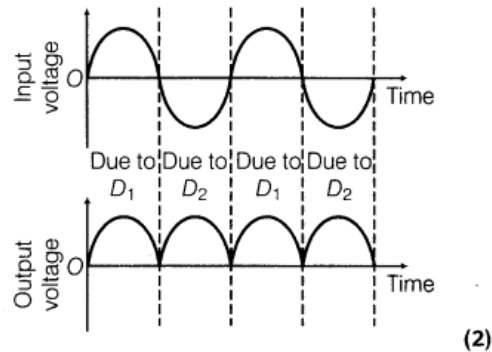 Input
voltage
O
Time
Due to Due to Due to Due to
D1 D2 D1 D2
Output
voltage
O
Time
(2)